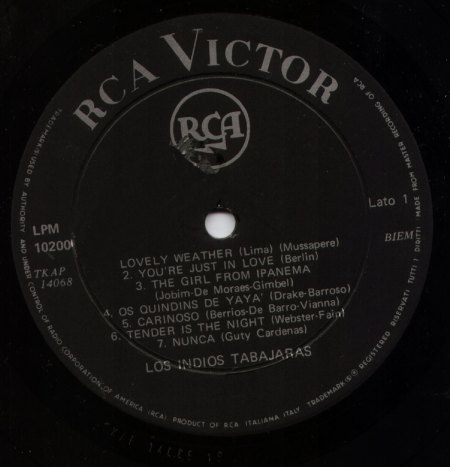 RCA VICTOR
RCA
LPM
10200
TKAP
14068
Lato 1
BIEM
LOVELY WEATHER (Lima) (Mussapere)
2. YOU'RE JUST IN LOVE (Berlin)
3. THE GIRL FROM IPANEMA
(Jobim-De Moraes-Gimbel)
4. OS QUINDINS DE YAYA' (Drake-Barroso)
5. CARINOSO (Berrios-De Barro-Vianna)
6. TENDER IS THE NIGHT (Webster-Fain)
7. NUNCA (Guty Cardenas)
LOS INDIOS TABAJARAS
TRADEMARKS USED BY AUTHORITY AND UNDER CONTROL OF RADIO CORPORATION OF AMERICA (RCA). PRODUCT OF RCA ITALIANA ITALY TRADEMARK(S) ® REGISTERED
RISERVATI TUTTI I DIRITTI. MADE FROM MASTER RECORDING OF RCA